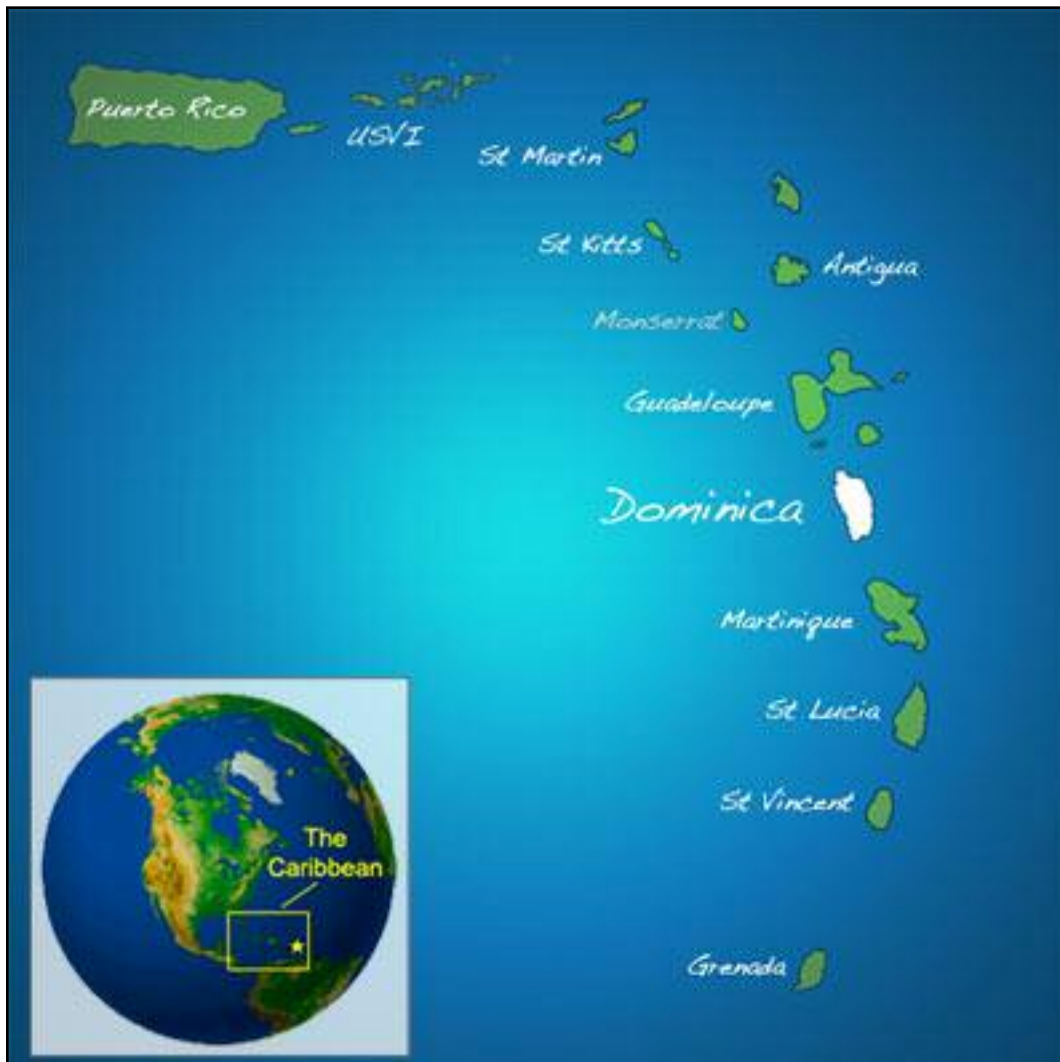 Puerto Rico
USVI
St Martin
St Kitts
Antigua
Monserrat
Guadeloupe
Dominica
Martinique
St Lucia
St Vincent
The
Caribbean
Grenada